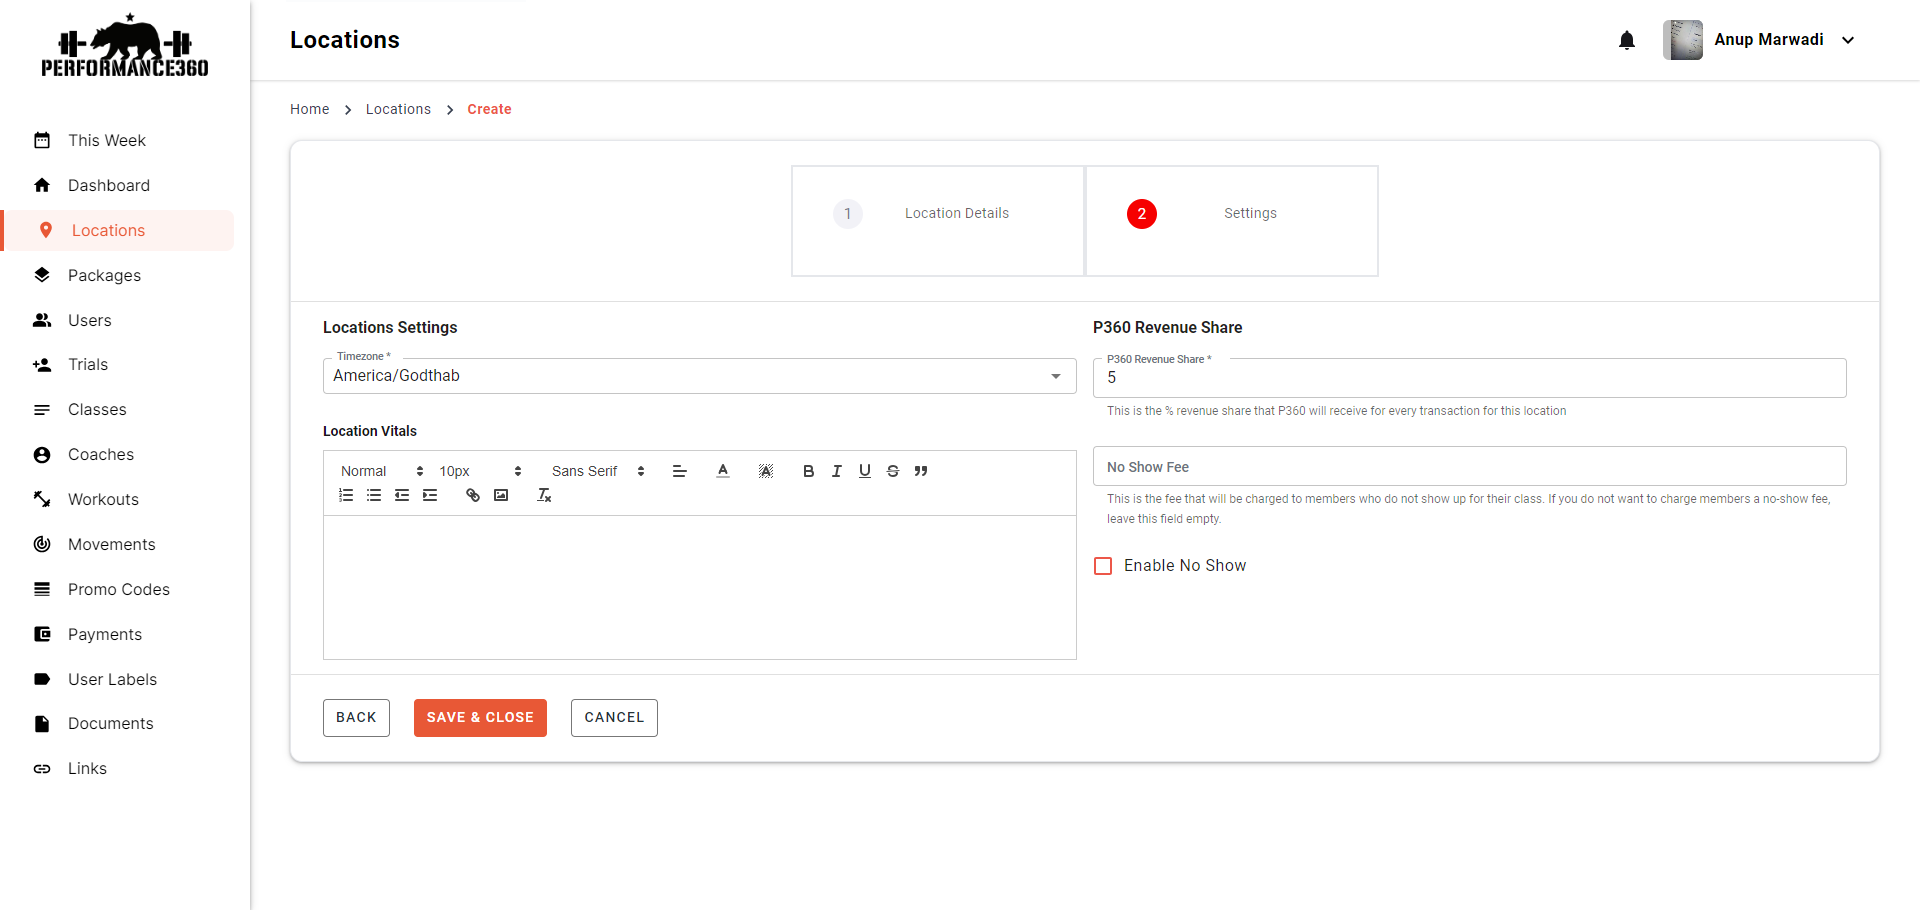 PERFORMANCE360
This Week
Dashboard
Locations
Packages
Users
Trials
Classes
Coaches
Workouts
Movements
Promo Codes
Payments
User Labels
Documents
Links
Locations
Anup Marwadi
Home > Locations > Create
1 Location Details
2 Settings
Locations Settings
Timezone *
America/Godthab
Location Vitals
Normal 10px Sans Serif
P360 Revenue Share
P360 Revenue Share *
5
This is the % revenue share that P360 will receive for every transaction for this location
No Show Fee
This is the fee that will be charged to members who do not show up for their class. If you do not want to charge members a no-show fee,
leave this field empty.
Enable No Show
BACK SAVE & CLOSE CANCEL